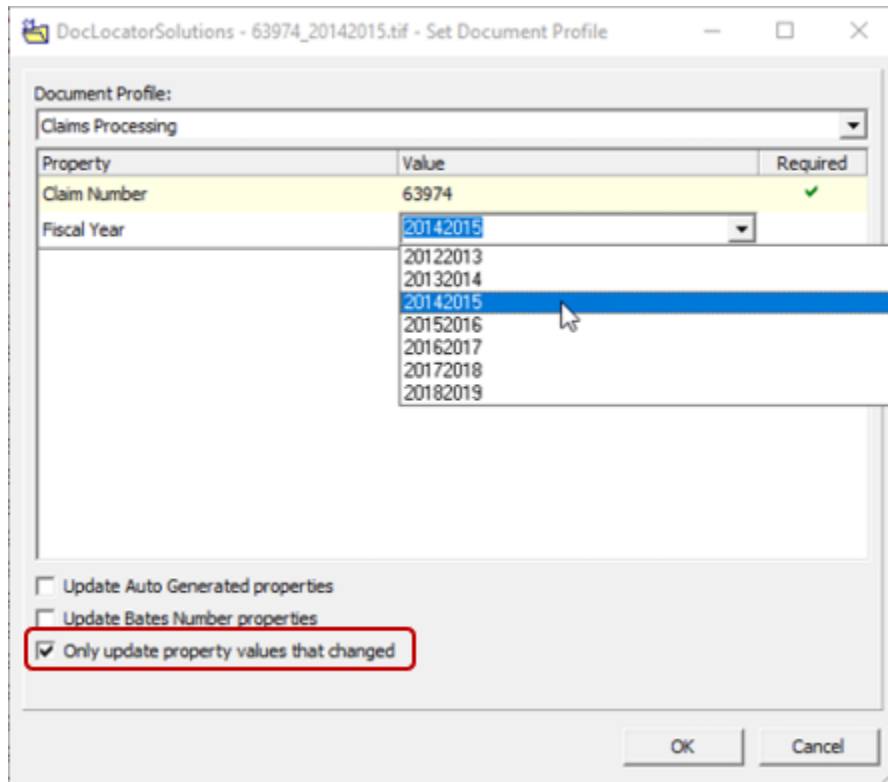 DocLocatorSolutions - 63974_20142015.tif - Set Document Profile
Document Profile:
Claims Processing
Property Value Required
Claim Number 63974
Fiscal Year 20142015
20122013
20132014
20142015
20152016
20162017
20172018
20182019
Update Auto Generated properties
Update Bates Number properties
Only update property values that changed
OK Cancel